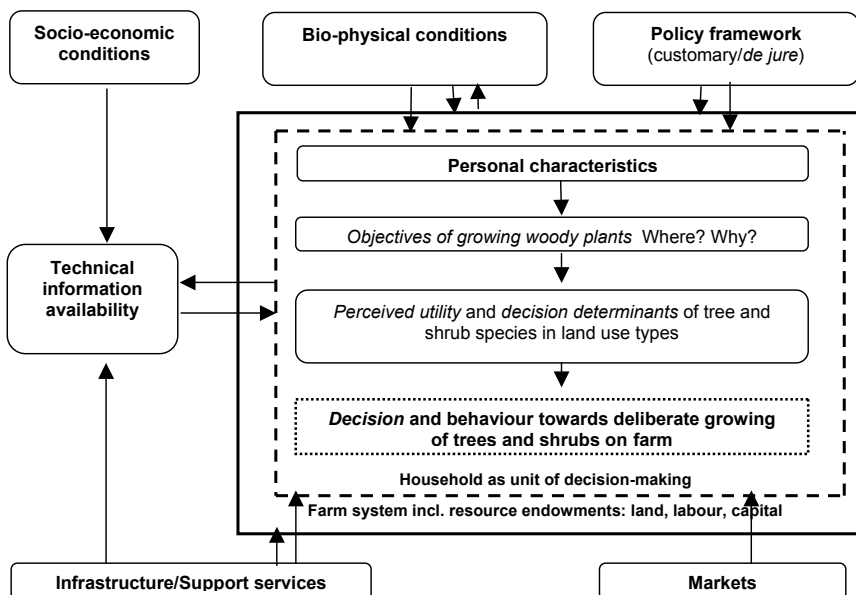 Socio-economic
conditions
Bio-physical conditions
Policy framework
(customary/de jure)
Personal characteristics
Objectives of growing woody plants  Where? Why?
Technical
information
availability
Perceived utility and decision determinants of tree and
shrub species in land use types
Decision and behaviour towards deliberate growing
of trees and shrubs on farm
Household as unit of decision-making
Farm system incl. resource endowments: land, labour, capital
Infrastructure/Support services
Markets